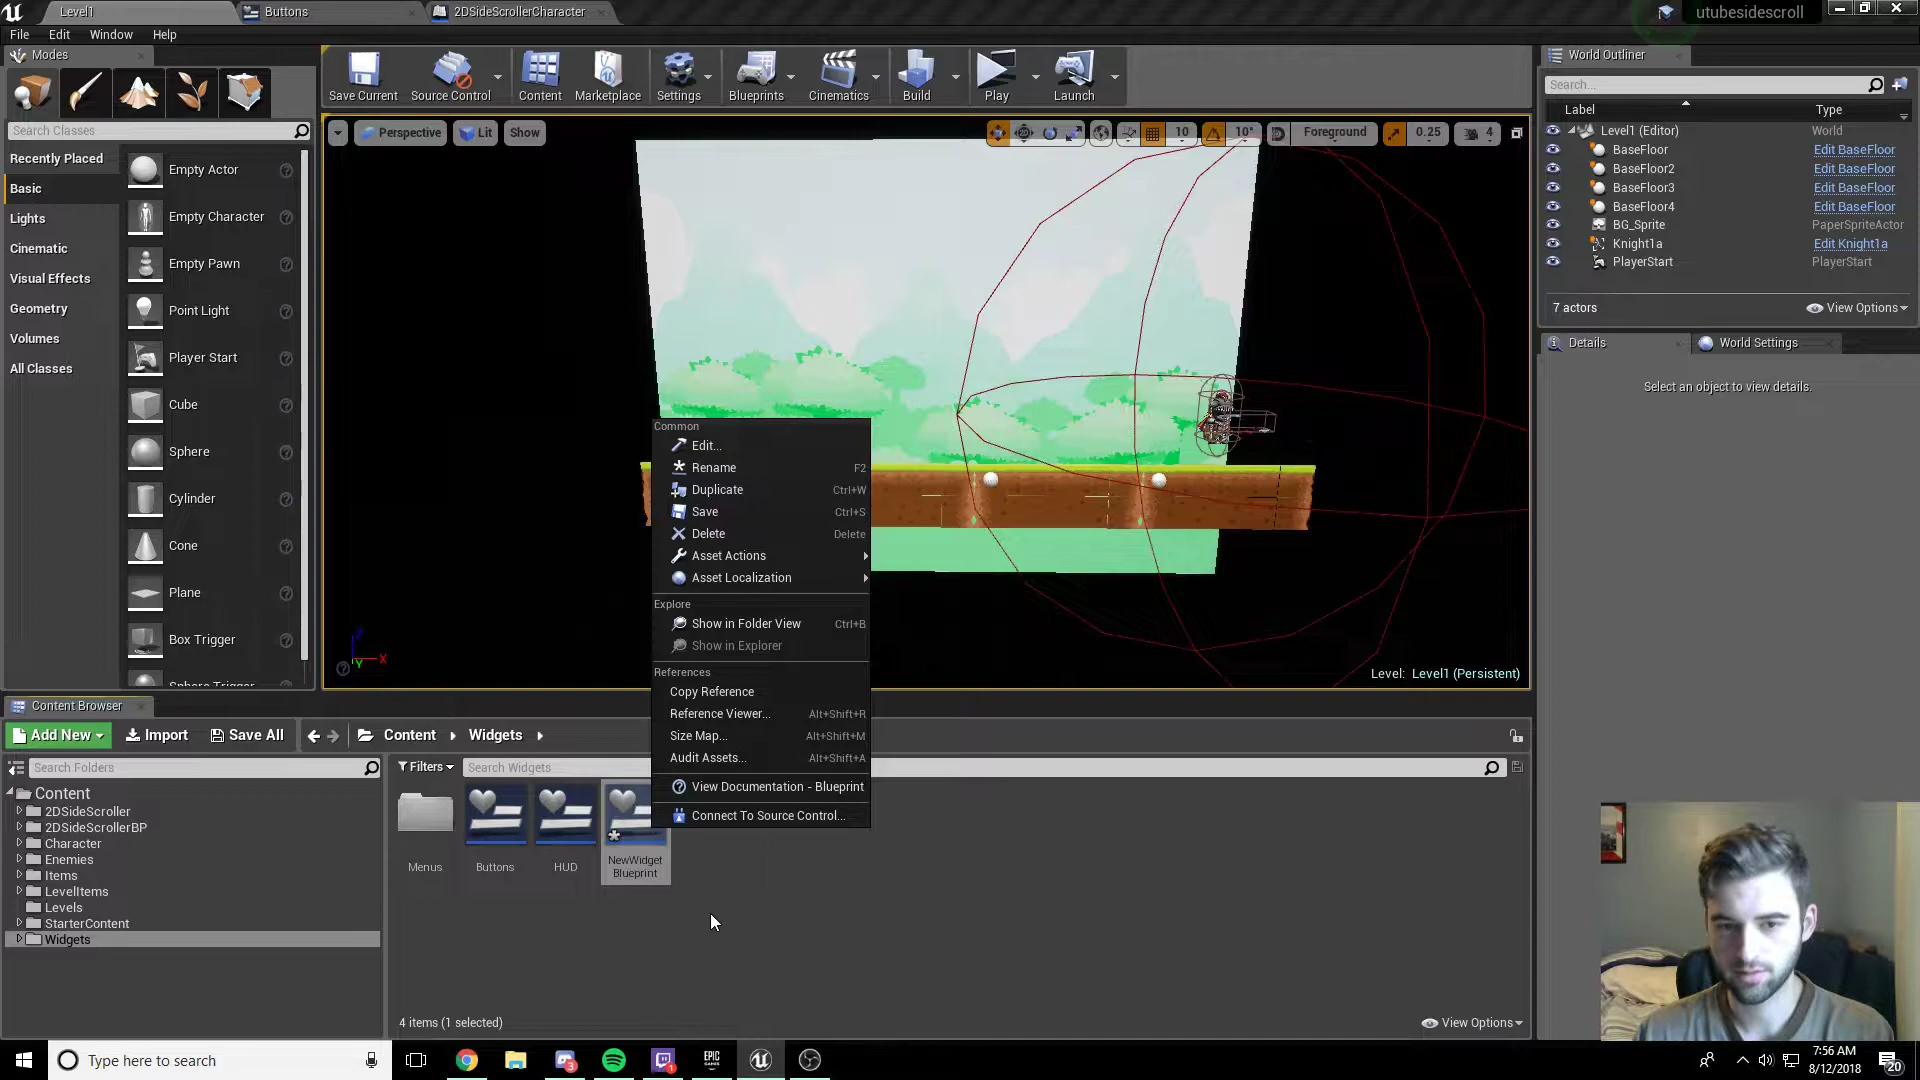 Level1
Buttons
2DSideScrollerCharacter
utubesidescroll
File Edit Window Help
Modes
Search Classes
Recently Placed
Basic
Lights
Cinematic
Visual Effects
Geometry
Volumes
All Classes
Empty Actor
Empty Character
Empty Pawn
Point Light
Player Start
Cube
Sphere
Cylinder
Cone
Plane
Box Trigger
Sphere Trigger
Save Current
Source Control
Content
Marketplace
Settings
Blueprints
Cinematics
Build
Play
Launch
Perspective
Lit
Show
10
10°
Foreground
0.25
4
Z
X
Y
Level: Level1 (Persistent)
Common
Edit...
Rename F2
Duplicate Ctrl+W
Save Ctrl+S
Delete Delete
Asset Actions
Asset Localization
Explore
Show in Folder View Ctrl+B
Show in Explorer
References
Copy Reference
Reference Viewer... Alt+Shift+R
Size Map... Alt+Shift+M
Audit Assets... Alt+Shift+A
View Documentation - Blueprint
Connect To Source Control...
World Outliner
Search...
Label Type
Level1 (Editor) World
BaseFloor Edit BaseFloor
BaseFloor2 Edit BaseFloor
BaseFloor3 Edit BaseFloor
BaseFloor4 Edit BaseFloor
BG_Sprite PaperSpriteActor
Knight1a Edit Knight1a
PlayerStart PlayerStart
7 actors
View Options
Details
World Settings
Select an object to view details.
Content Browser
Add New
Import
Save All
Content
Widgets
Search Folders
Filters
Search Widgets
Content
2DSideScroller
2DSideScrollerBP
Character
Enemies
Items
LevelItems
Levels
StarterContent
Widgets
Menus
Buttons
HUD
NewWidget
Blueprint
4 items (1 selected)
View Options
Type here to search
3
1
EPIC
GAMES
7:56 AM
8/12/2018
20